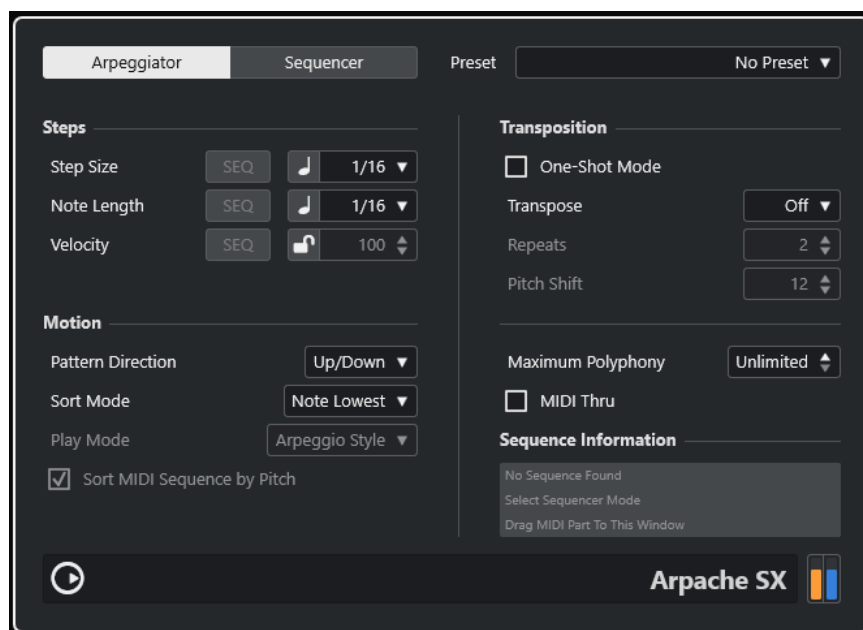 Arpeggiator Sequencer Preset No Preset
Steps
Step Size SEQ 1/16
Note Length SEQ 1/16
Velocity SEQ 100
Motion
Pattern Direction Up/Down
Sort Mode Note Lowest
Play Mode Arpeggio Style
Sort MIDI Sequence by Pitch
Transposition
One-Shot Mode
Transpose Off
Repeats 2
Pitch Shift 12
Maximum Polyphony Unlimited
MIDI Thru
Sequence Information
No Sequence Found
Select Sequencer Mode
Drag MIDI Part To This Window
Arpache SX